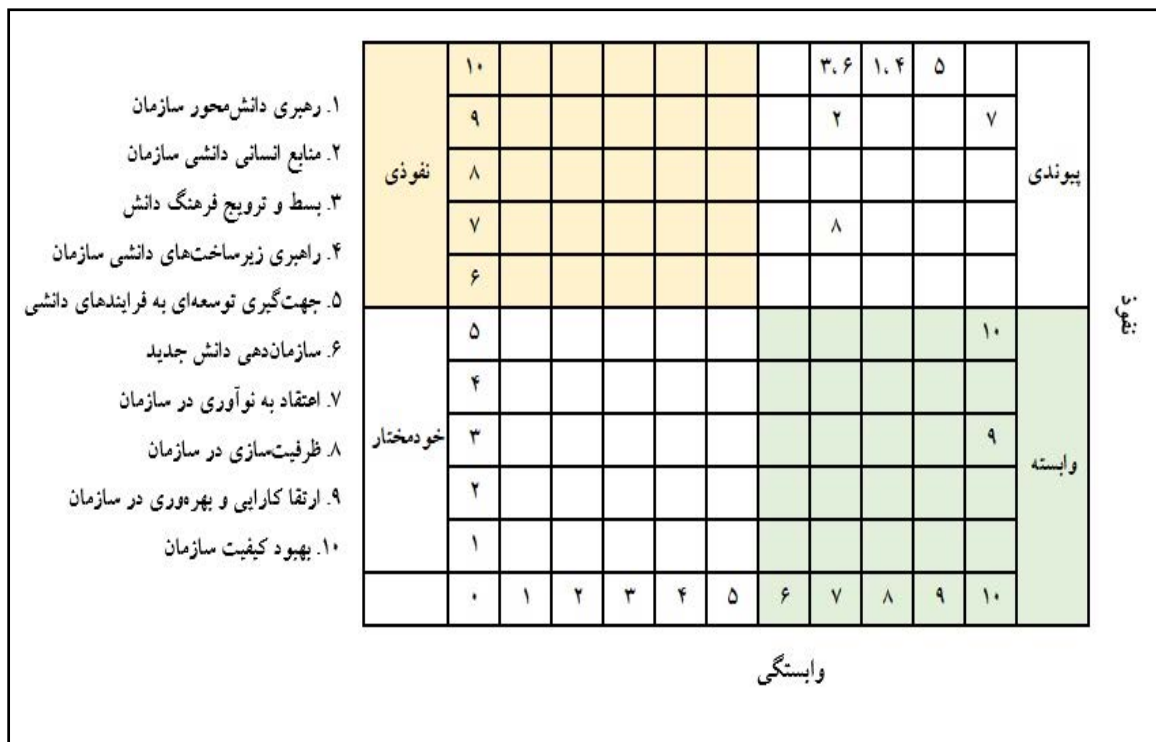 ۱. رهبری دانش‌محور سازمان
۲. منابع انسانی دانشی سازمان
۳. بسط و ترویج فرهنگ دانش
۴. راهبری زیرساخت‌های دانشی سازمان
۵. جهت‌گیری توسعه‌ای به فرایندهای دانشی
۶. سازمان‌دهی دانش جدید
۷. اعتقاد به نوآوری در سازمان
۸. ظرفیت‌سازی در سازمان
۹. ارتقا کارایی و بهره‌وری در سازمان
۱۰. بهبود کیفیت سازمان
نفوذی
خودمختار
۱۰ ۳،۶ ۱،۴ ۵
۹ ۲ ۷
۸
۷ ۸
۶
۵ ۱۰
۴
۳ ۹
۲
۱
۰ ۱ ۲ ۳ ۴ ۵ ۶ ۷ ۸ ۹ ۱۰
پیوندی
وابسته
نفوذ
وابستگی